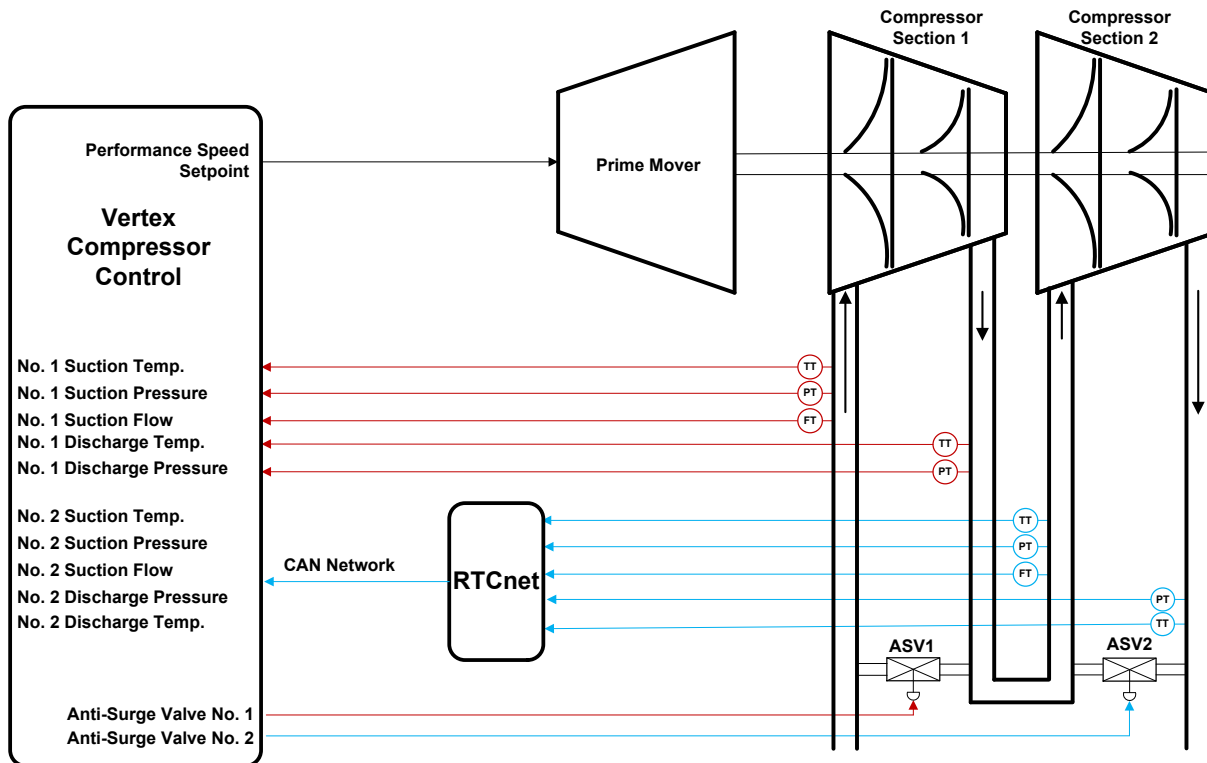 Compressor
Section 1
Compressor
Section 2
Performance Speed
Setpoint
Prime Mover
Vertex
Compressor
Control
No. 1 Suction Temp.
TT
No. 1 Suction Pressure
PT
No. 1 Suction Flow
FT
No. 1 Discharge Temp.
TT
No. 1 Discharge Pressure
PT
No. 2 Suction Temp.
TT
No. 2 Suction Pressure
PT
No. 2 Suction Flow
CAN Network
RTCnet
FT
No. 2 Discharge Pressure
PT
No. 2 Discharge Temp.
TT
ASV1
ASV2
Anti-Surge Valve No. 1
Anti-Surge Valve No. 2